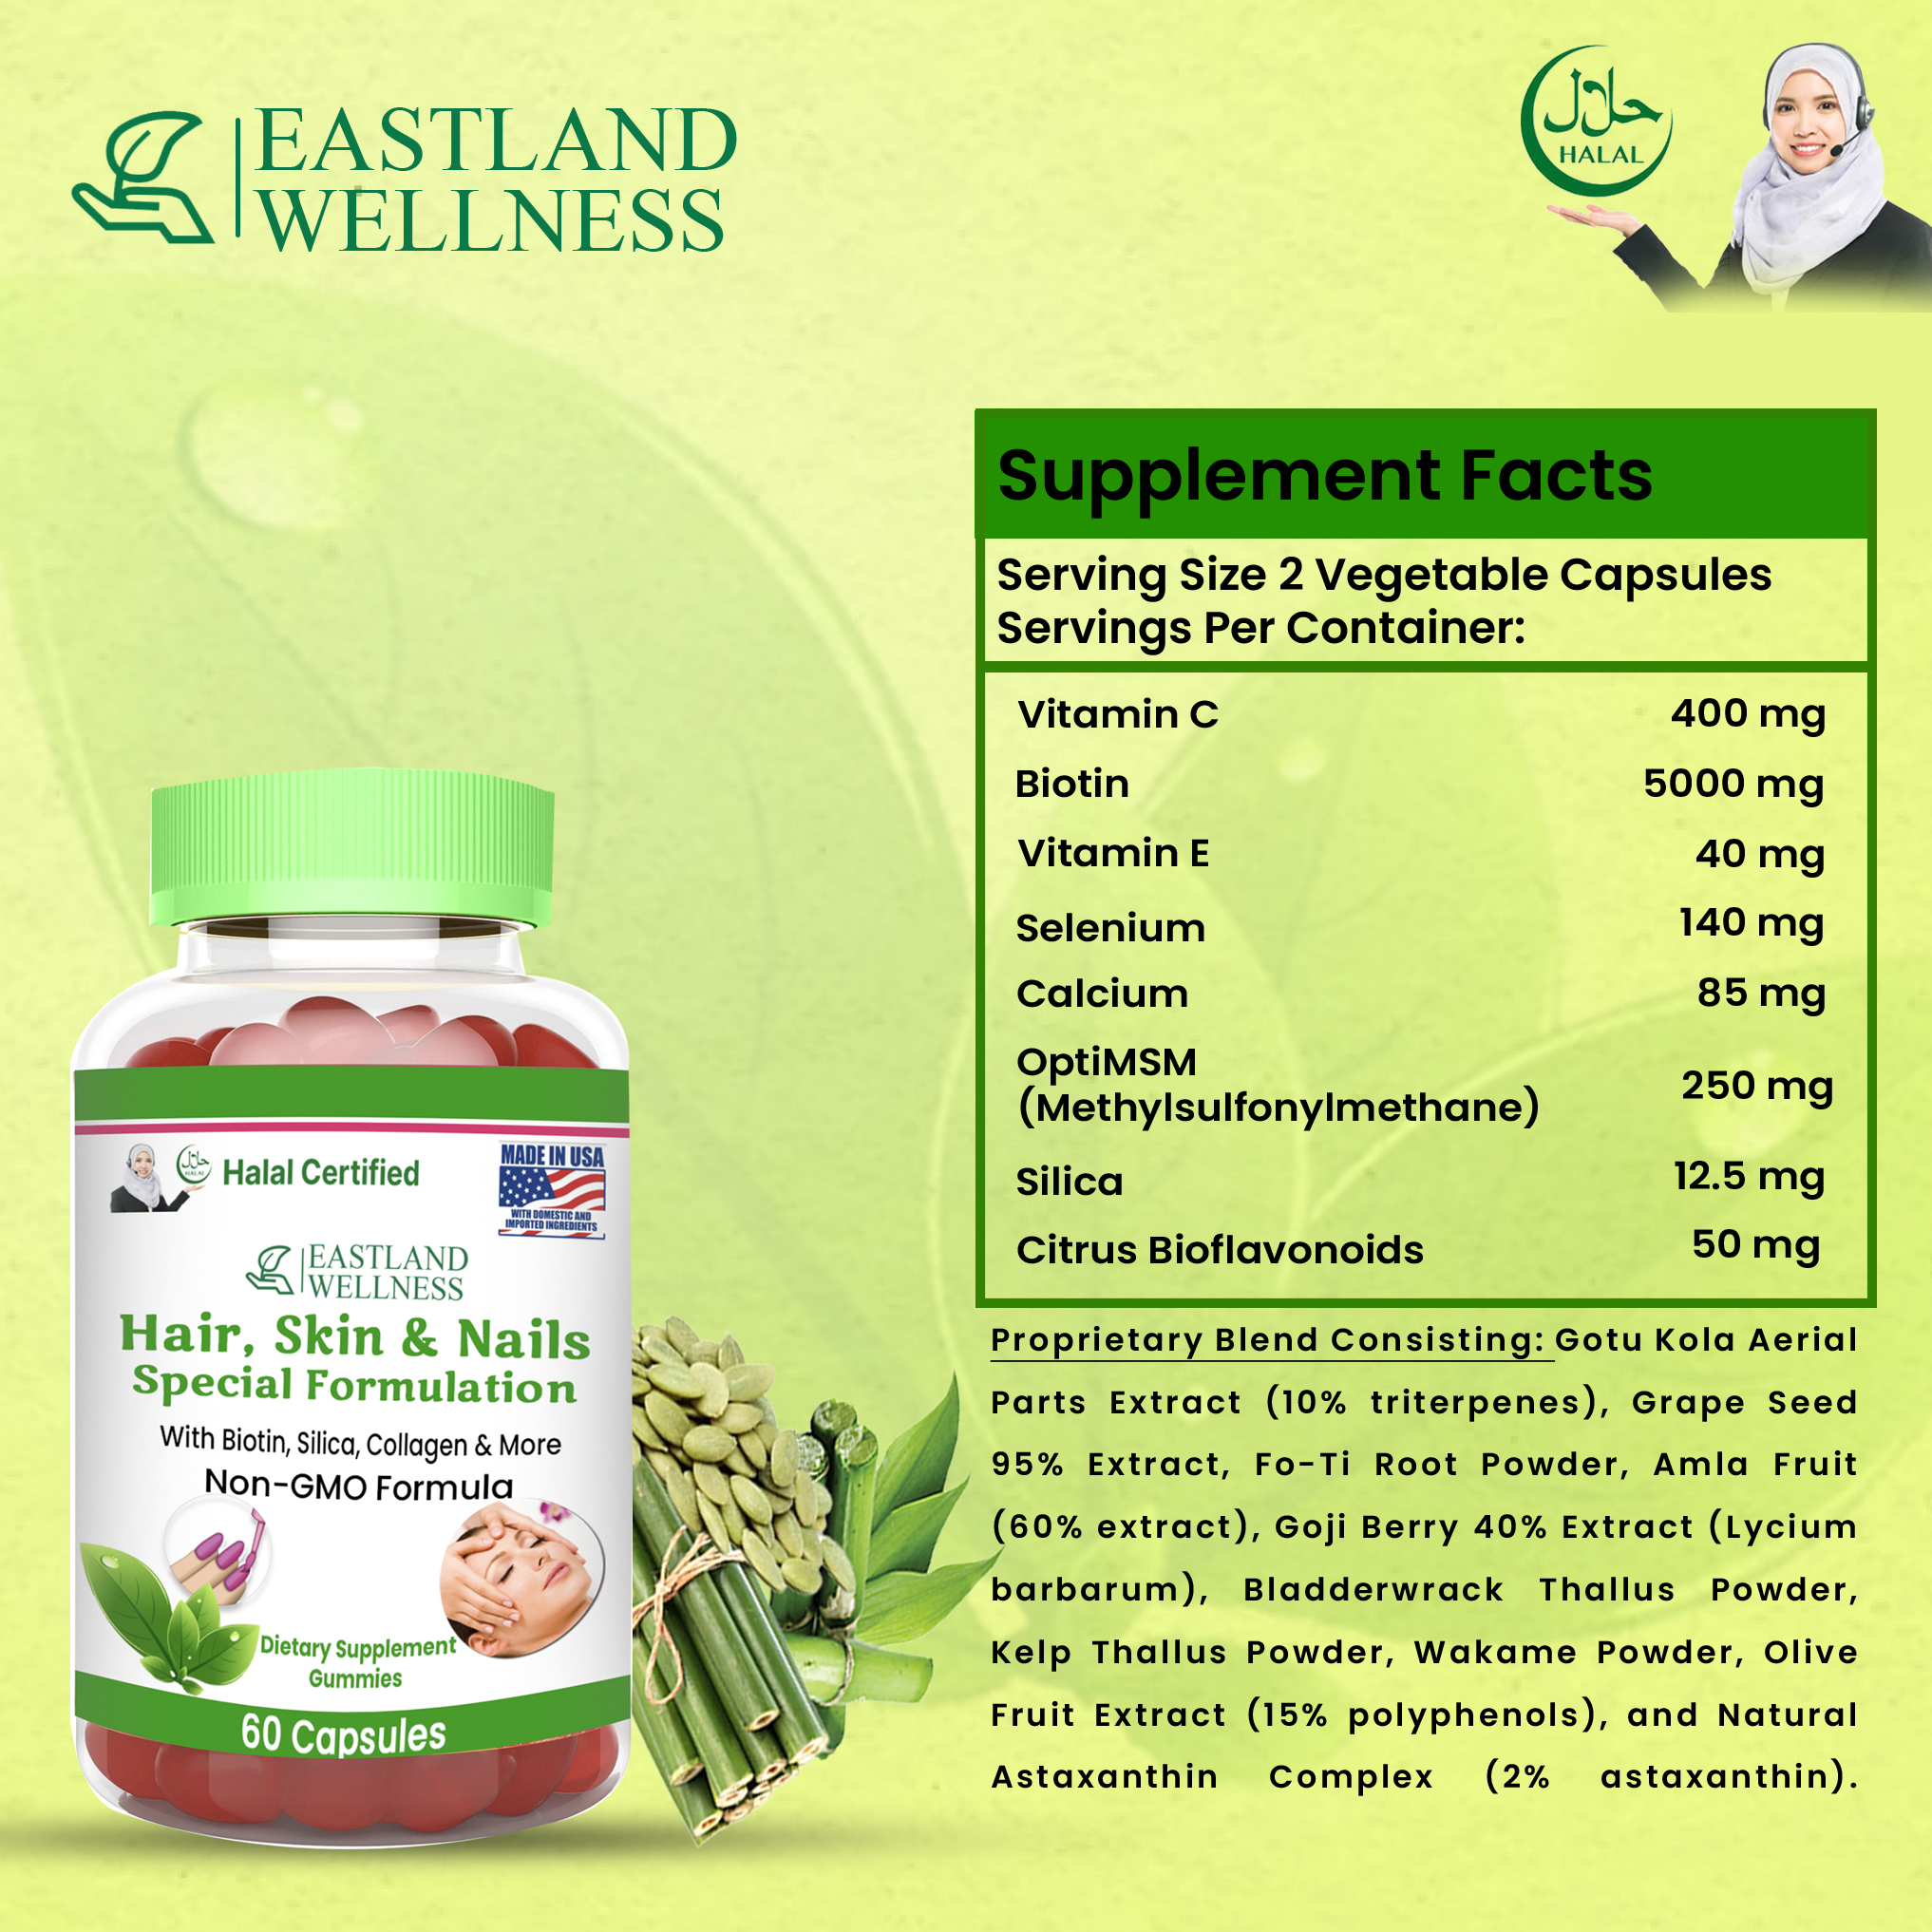 EASTLAND
WELLNESS
حلال
HALAL
Supplement Facts
Serving Size 2 Vegetable Capsules
Servings Per Container:
Vitamin C 400 mg
Biotin 5000 mg
Vitamin E 40 mg
Selenium 140 mg
Calcium 85 mg
OptiMSM
(Methylsulfonylmethane) 250 mg
Silica 12.5 mg
Citrus Bioflavonoids 50 mg
Proprietary Blend Consisting: Gotu Kola Aerial
Parts Extract (10% triterpenes), Grape Seed
95% Extract, Fo-Ti Root Powder, Amla Fruit
(60% extract), Goji Berry 40% Extract (Lycium
barbarum), Bladderwrack Thallus Powder,
Kelp Thallus Powder, Wakame Powder, Olive
Fruit Extract (15% polyphenols), and Natural
Astaxanthin Complex (2% astaxanthin).
حلال
HALAL
Halal Certified
MADE IN USA
WITH DOMESTIC AND
IMPORTED INGREDIENTS
EASTLAND
WELLNESS
Hair, Skin & Nails
Special Formulation
With Biotin, Silica, Collagen & More
Non-GMO Formula
Dietary Supplement
Gummies
60 Capsules